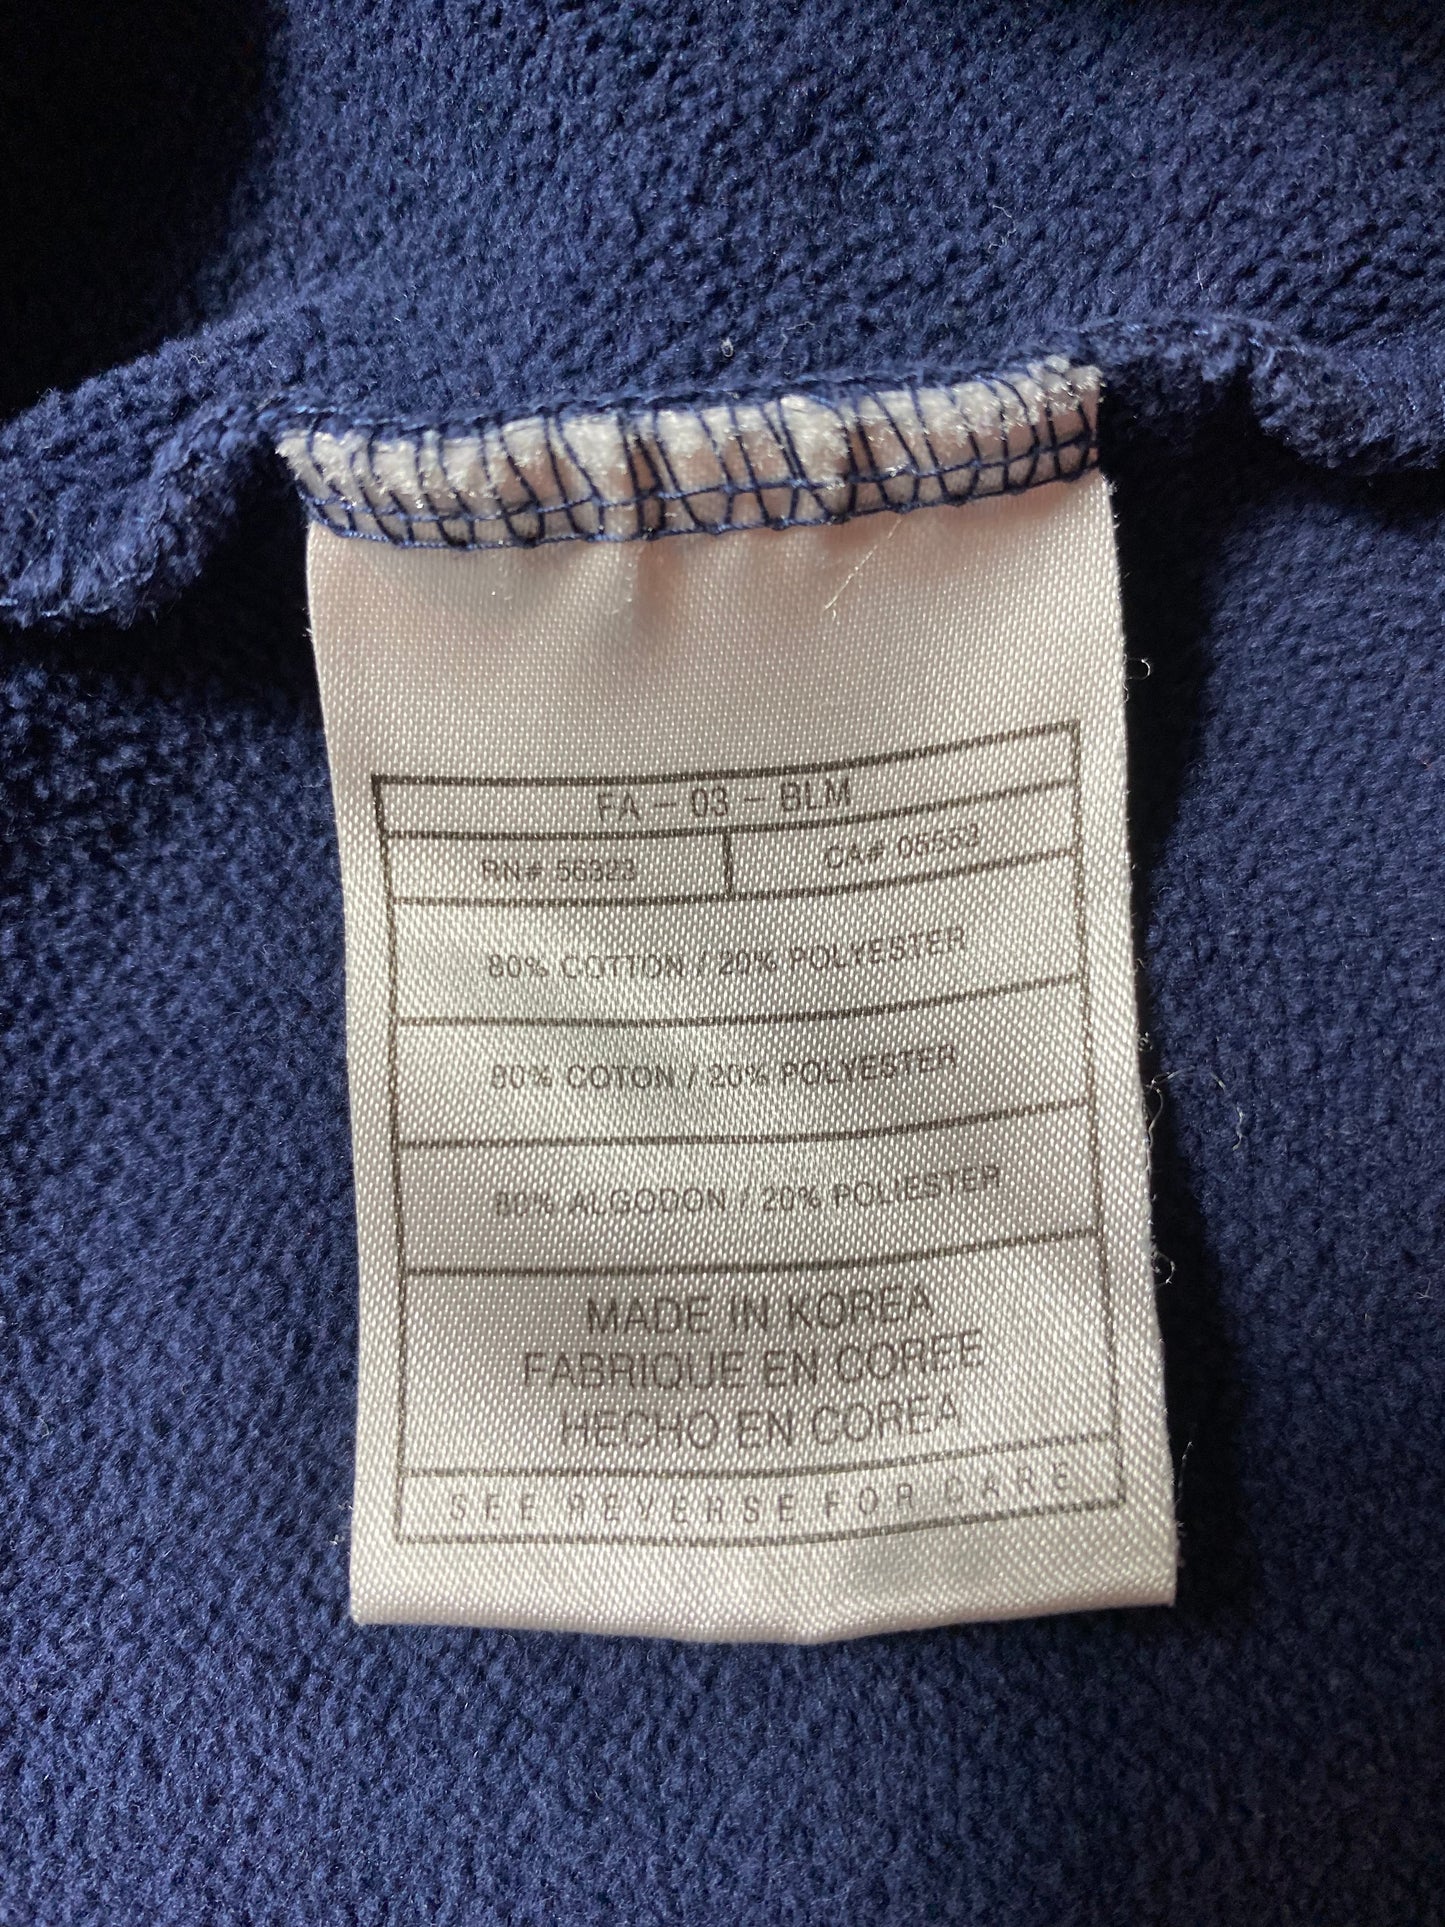 FA - 03 - BLM
RN# 56323 CA# 05553
80% COTTON / 20% POLYESTER
80% COTON / 20% POLYESTER
80% ALGODON / 20% POLIESTER
MADE IN KOREA
FABRIQUE EN COREE
HECHO EN COREA
SEE REVERSE FOR CARE